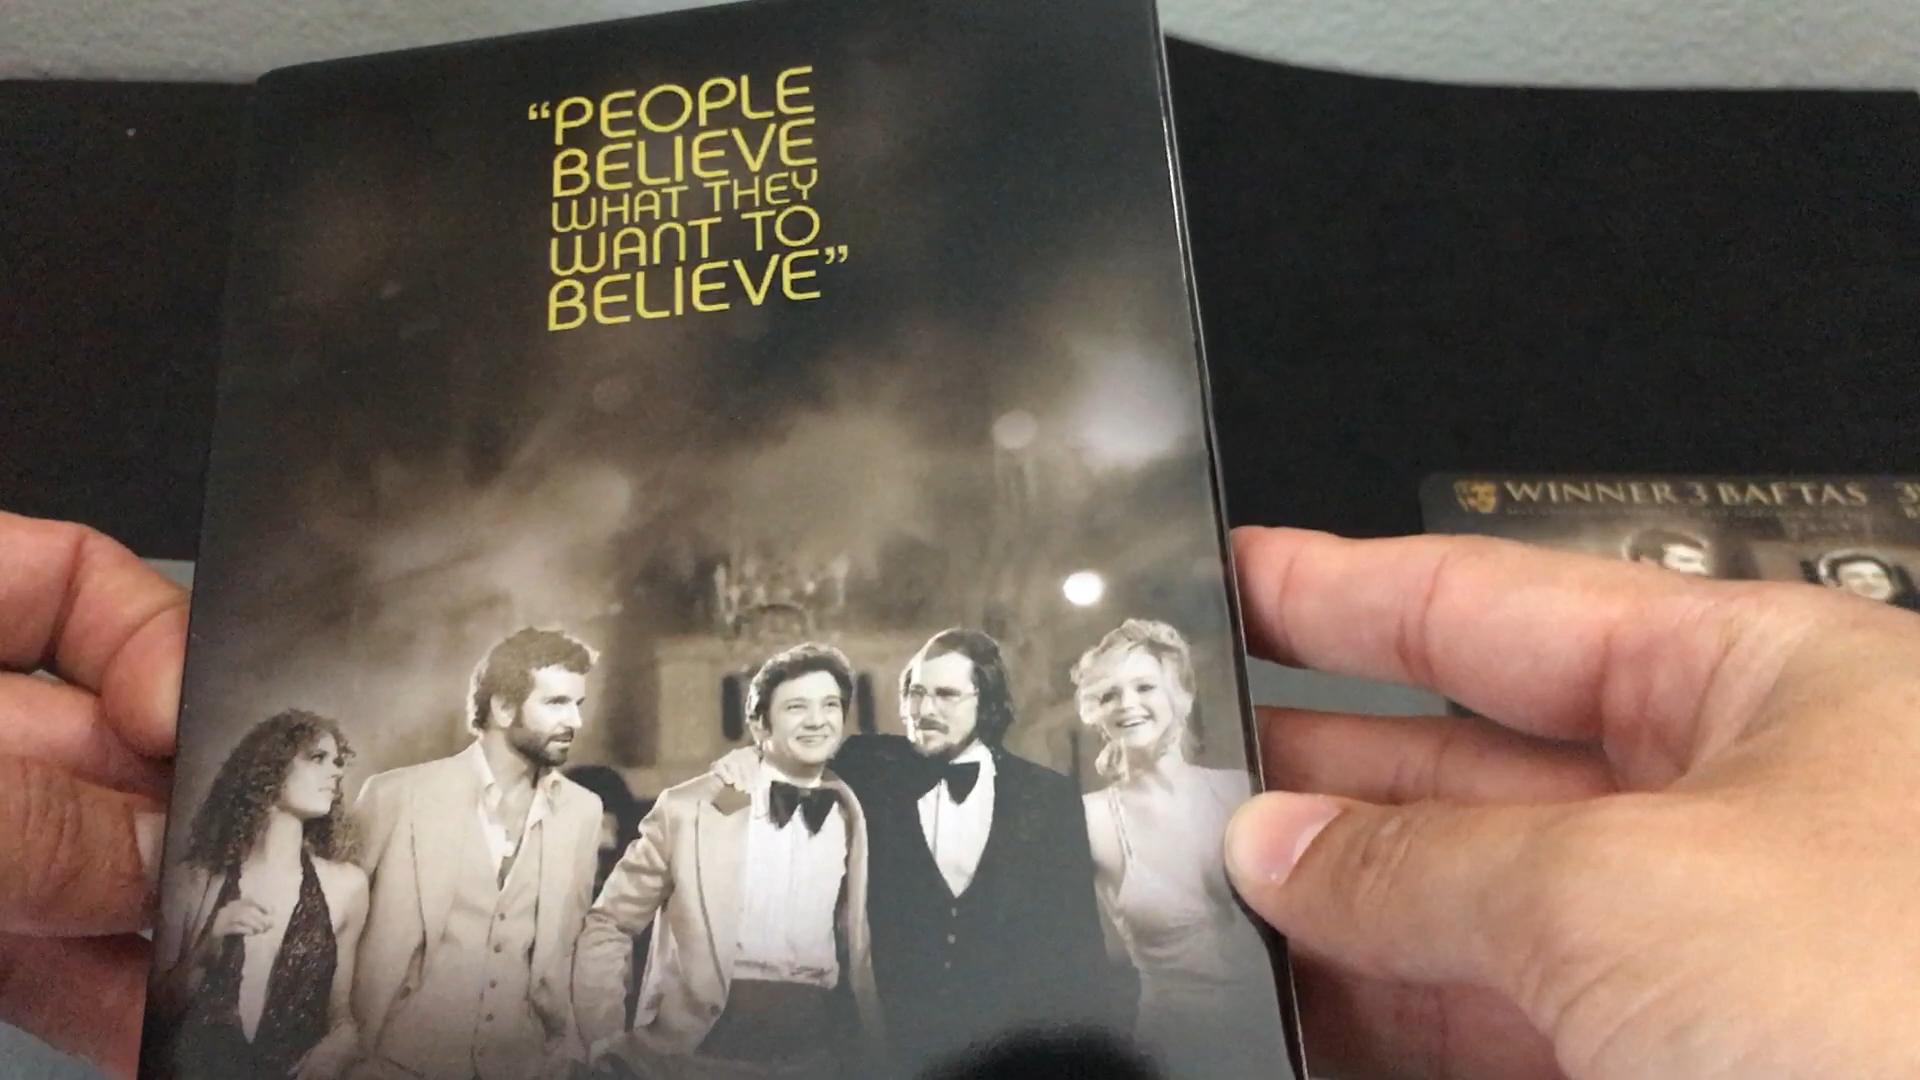 “PEOPLE
BELIEVE
WHAT THEY
WANT TO
BELIEVE”
WINNER 3 BAFTAS